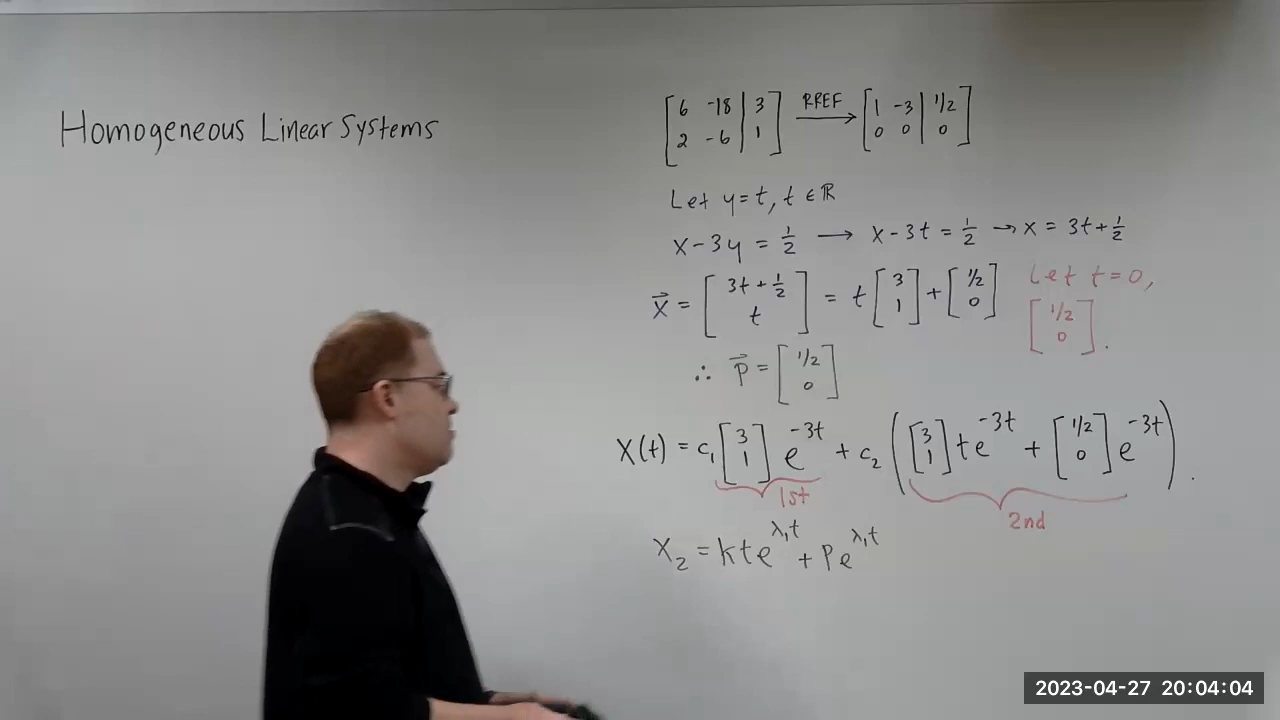 Homogeneous Linear Systems
[6 -18 | 3; 2 -6 | 1] RREF→ [1 -3 | 1/2; 0 0 | 0]
Let y=t, t∈ℝ
x-3y = 1/2 → x-3t = 1/2 → x = 3t+1/2
x⃗ = [3t+1/2; t] = t[3; 1] + [1/2; 0]
Let t=0,
[1/2; 0].
∴ p⃗ = [1/2; 0]
X(t) = c₁[3; 1]e^{-3t} + c₂([3; 1]te^{-3t} + [1/2; 0]e^{-3t}).
1st
2nd
X₂ = kte^{λ₁t} + pe^{λ₁t}
2023-04-27 20:04:04